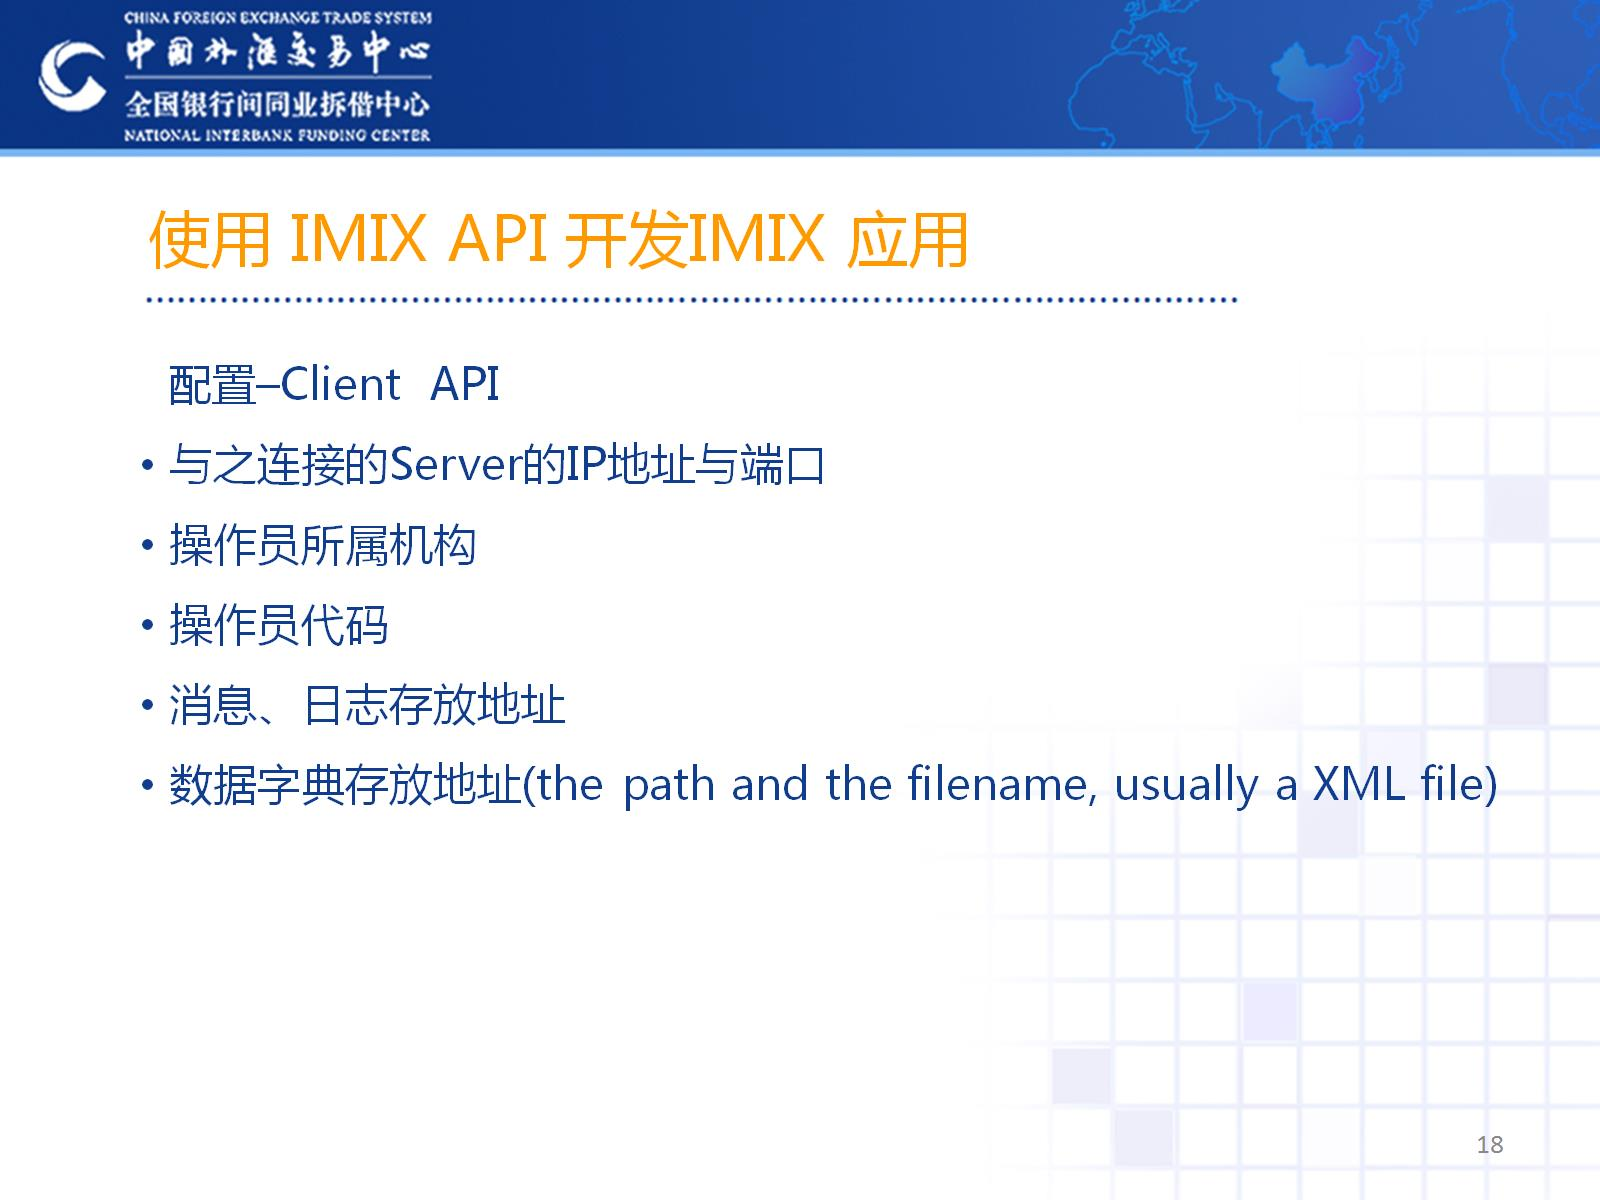 CHINA FOREIGN EXCHANGE TRADE SYSTEM
中国外汇交易中心
全国银行间同业拆借中心
NATIONAL INTERBANK FUNDING CENTER
使用 IMIX API 开发IMIX 应用
配置–Client API
• 与之连接的Server的IP地址与端口
• 操作员所属机构
• 操作员代码
• 消息、日志存放地址
• 数据字典存放地址(the path and the filename, usually a XML file)
18